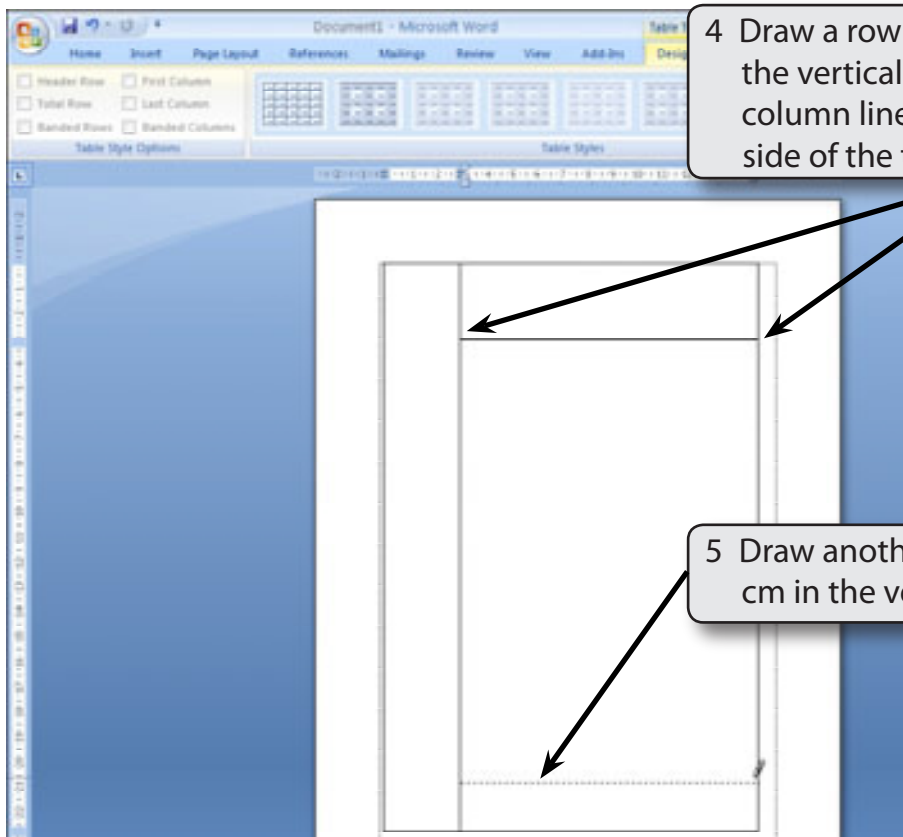 Document1 - Microsoft Word
Home Insert Page Layout References Mailings Review View Add-Ins
Header Row First Column
Total Row Last Column
Banded Rows Banded Columns
Table Style Options
Table Styles
4 Draw a row
the vertical
column line
side of the
5 Draw anoth
cm in the